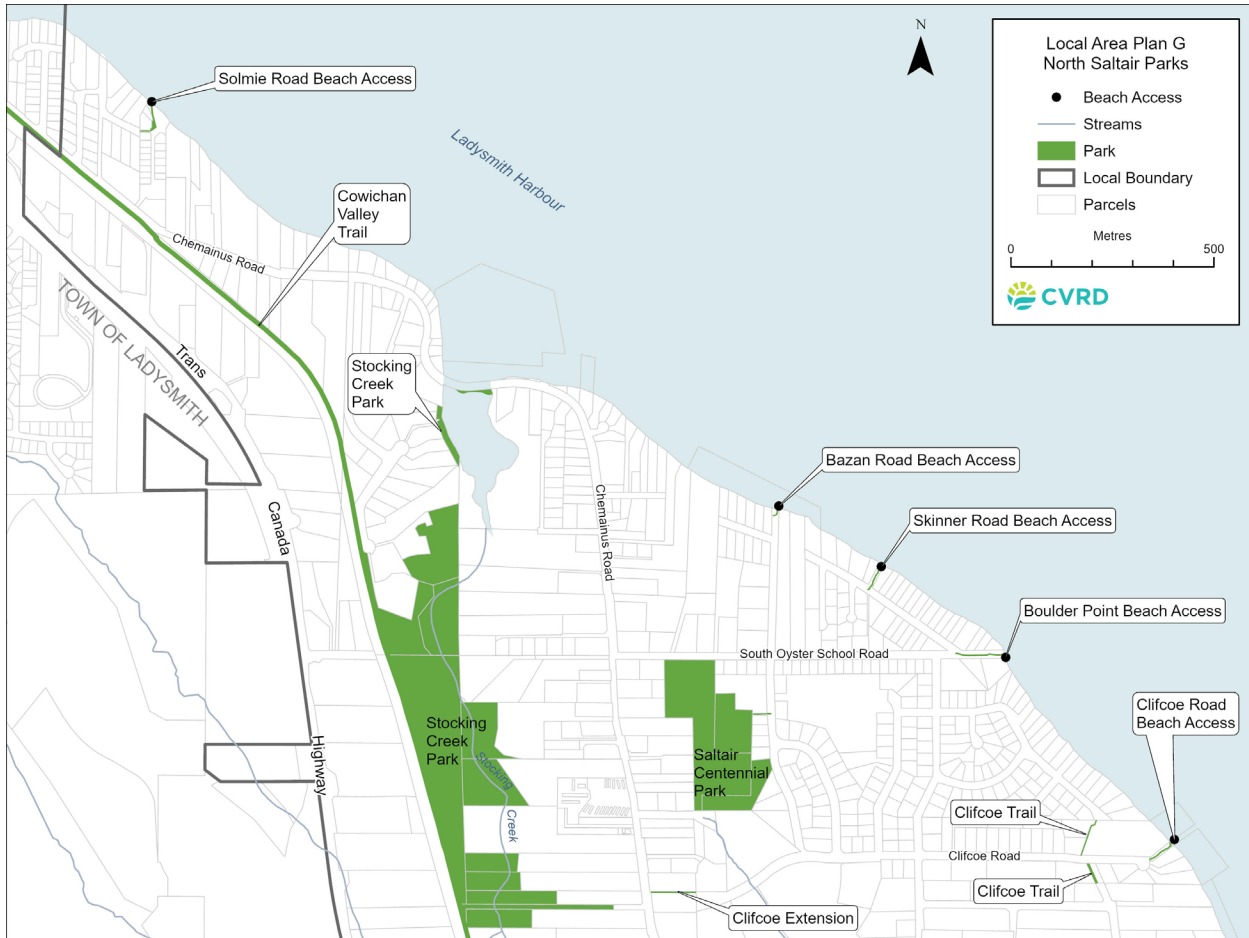 Solmie Road Beach Access
N
Local Area Plan G
North Saltair Parks
Beach Access
Streams
Park
Local Boundary
Parcels
Metres
0
500
CVRD
Ladysmith Harbour
Cowichan
Valley
Trail
Chemainus Road
TOWN OF LADYSMITH
Trans
Canada
Highway
Stocking
Creek
Park
Chemainus Road
Bazan Road Beach Access
Skinner Road Beach Access
Boulder Point Beach Access
South Oyster School Road
Clifcoe Road
Beach Access
Stocking
Creek
Park
Stocking
Creek
Saltair
Centennial
Park
Clifcoe Trail
Clifcoe Road
Clifcoe Trail
Clifcoe Extension